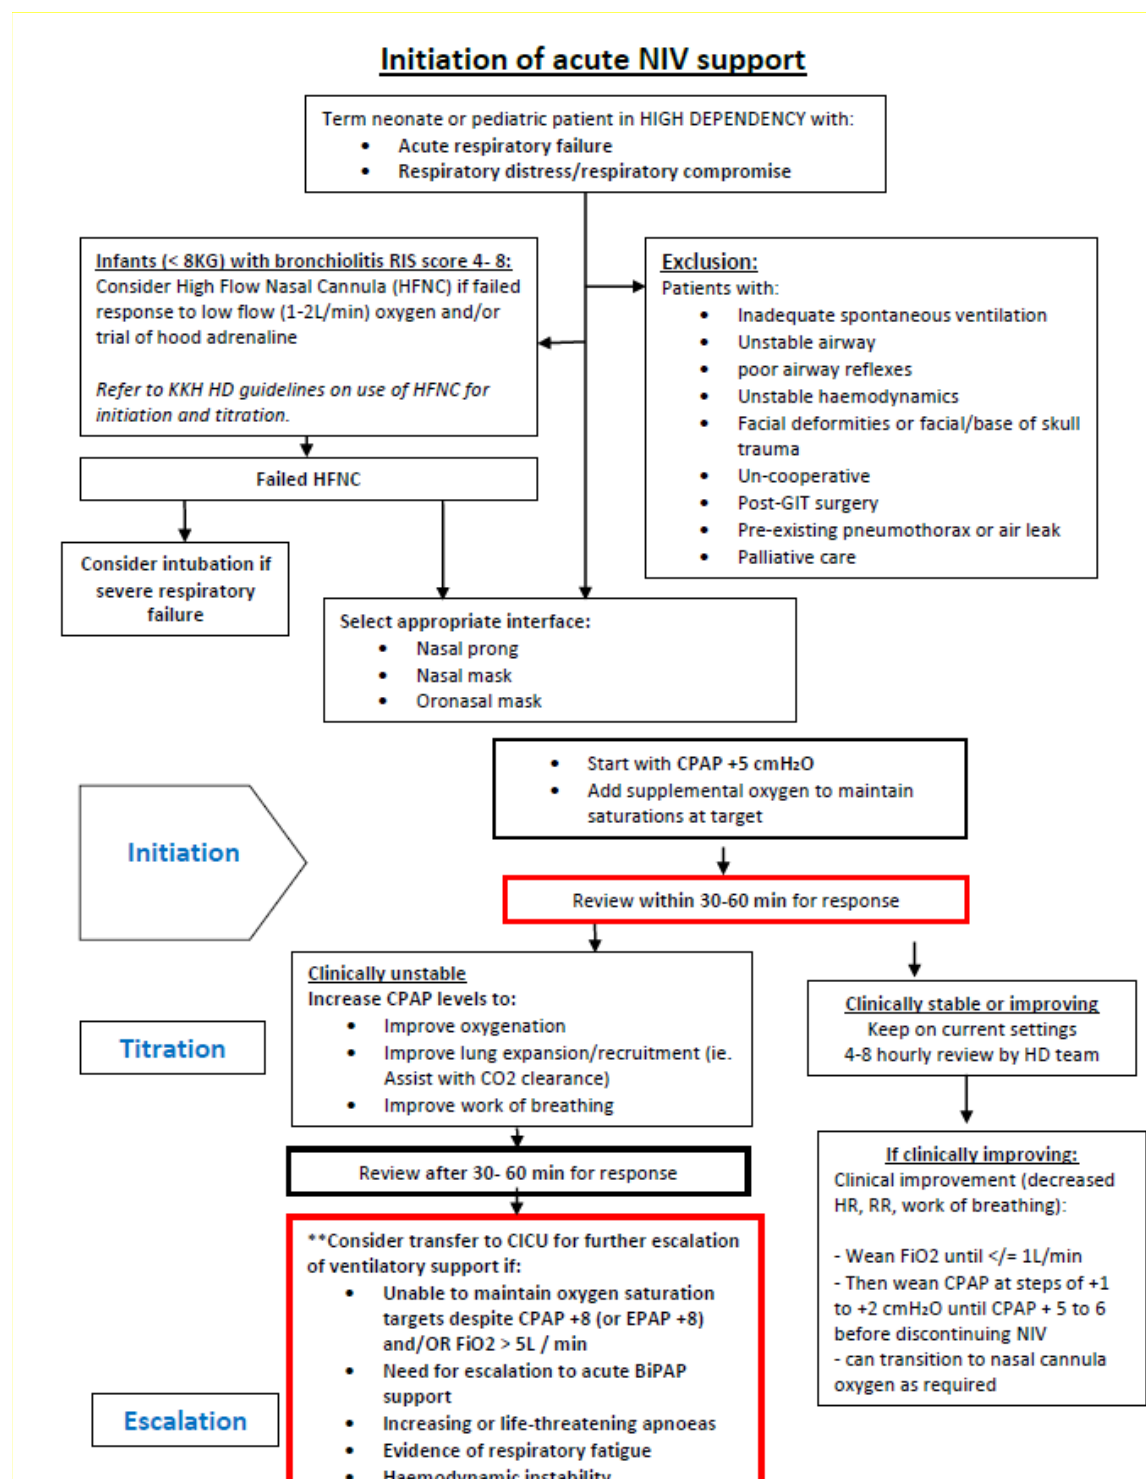 Initiation of acute NIV support
Term neonate or pediatric patient in HIGH DEPENDENCY with:
• Acute respiratory failure
• Respiratory distress/respiratory compromise
Infants (< 8KG) with bronchiolitis RIS score 4- 8:
Consider High Flow Nasal Cannula (HFNC) if failed
response to low flow (1-2L/min) oxygen and/or
trial of hood adrenaline
Refer to KKH HD guidelines on use of HFNC for
initiation and titration.
Exclusion:
Patients with:
• Inadequate spontaneous ventilation
• Unstable airway
• poor airway reflexes
• Unstable haemodynamics
• Facial deformities or facial/base of skull
trauma
• Un-cooperative
• Post-GIT surgery
• Pre-existing pneumothorax or air leak
• Palliative care
Failed HFNC
Consider intubation if
severe respiratory
failure
Select appropriate interface:
• Nasal prong
• Nasal mask
• Oronasal mask
• Start with CPAP +5 cmH₂O
• Add supplemental oxygen to maintain
saturations at target
Initiation
Review within 30-60 min for response
Clinically unstable
Increase CPAP levels to:
• Improve oxygenation
• Improve lung expansion/recruitment (ie.
Assist with CO2 clearance)
• Improve work of breathing
Clinically stable or improving
Keep on current settings
4-8 hourly review by HD team
Titration
Review after 30- 60 min for response
If clinically improving:
Clinical improvement (decreased
HR, RR, work of breathing):
- Wean FiO2 until </= 1L/min
- Then wean CPAP at steps of +1
to +2 cmH₂O until CPAP + 5 to 6
before discontinuing NIV
- can transition to nasal cannula
oxygen as required
**Consider transfer to CICU for further escalation
of ventilatory support if:
• Unable to maintain oxygen saturation
targets despite CPAP +8 (or EPAP +8)
and/OR FiO2 > 5L / min
• Need for escalation to acute BiPAP
support
• Increasing or life-threatening apnoeas
• Evidence of respiratory fatigue
• Haemodynamic instability
Escalation